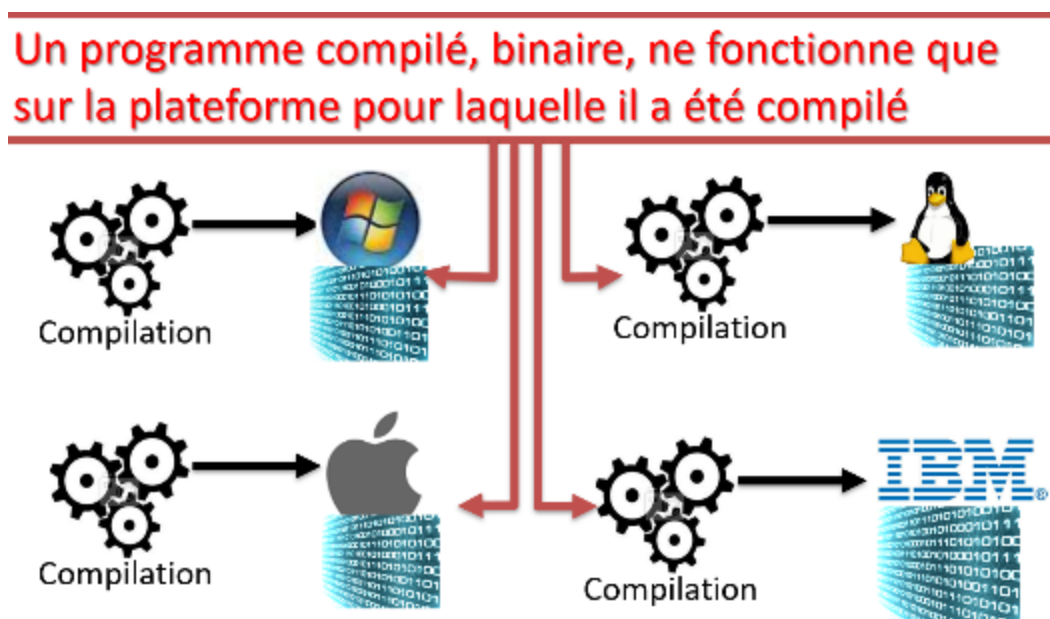 Un programme compilé, binaire, ne fonctionne que
sur la plateforme pour laquelle il a été compilé
Compilation
Compilation
IBM®
Compilation
Compilation